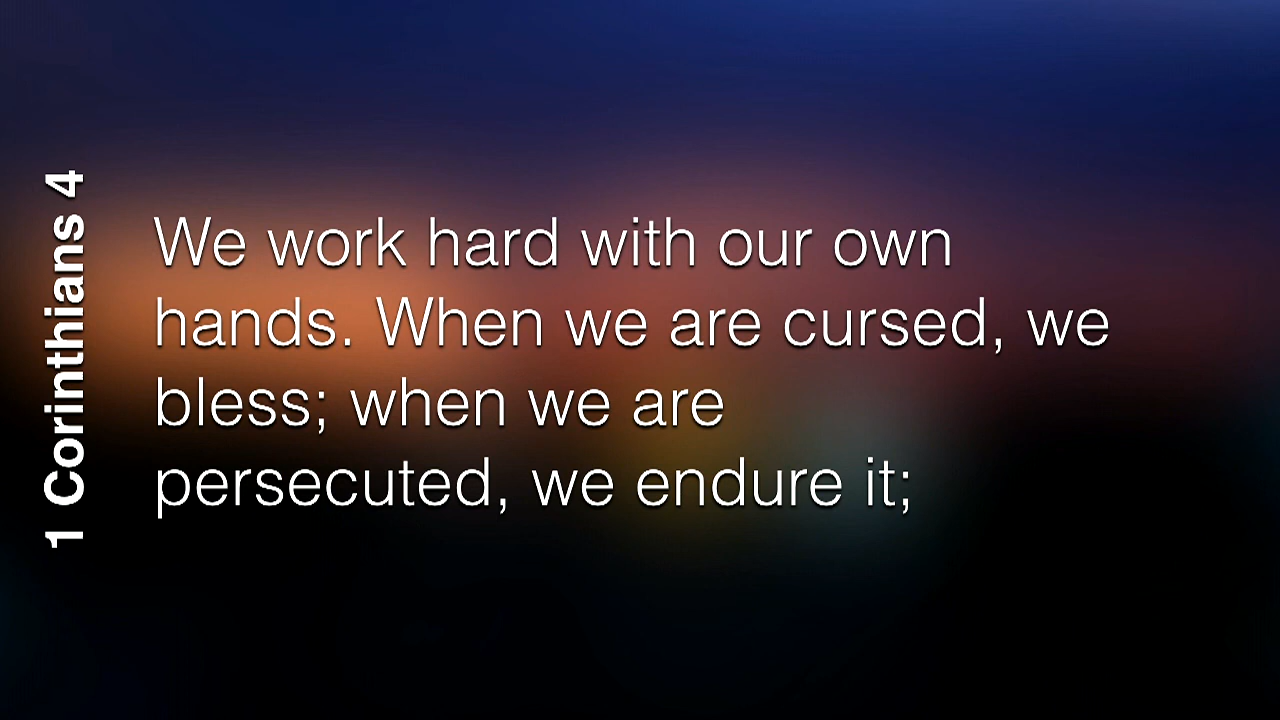 1 Corinthians 4
We work hard with our own
hands. When we are cursed, we
bless; when we are
persecuted, we endure it;